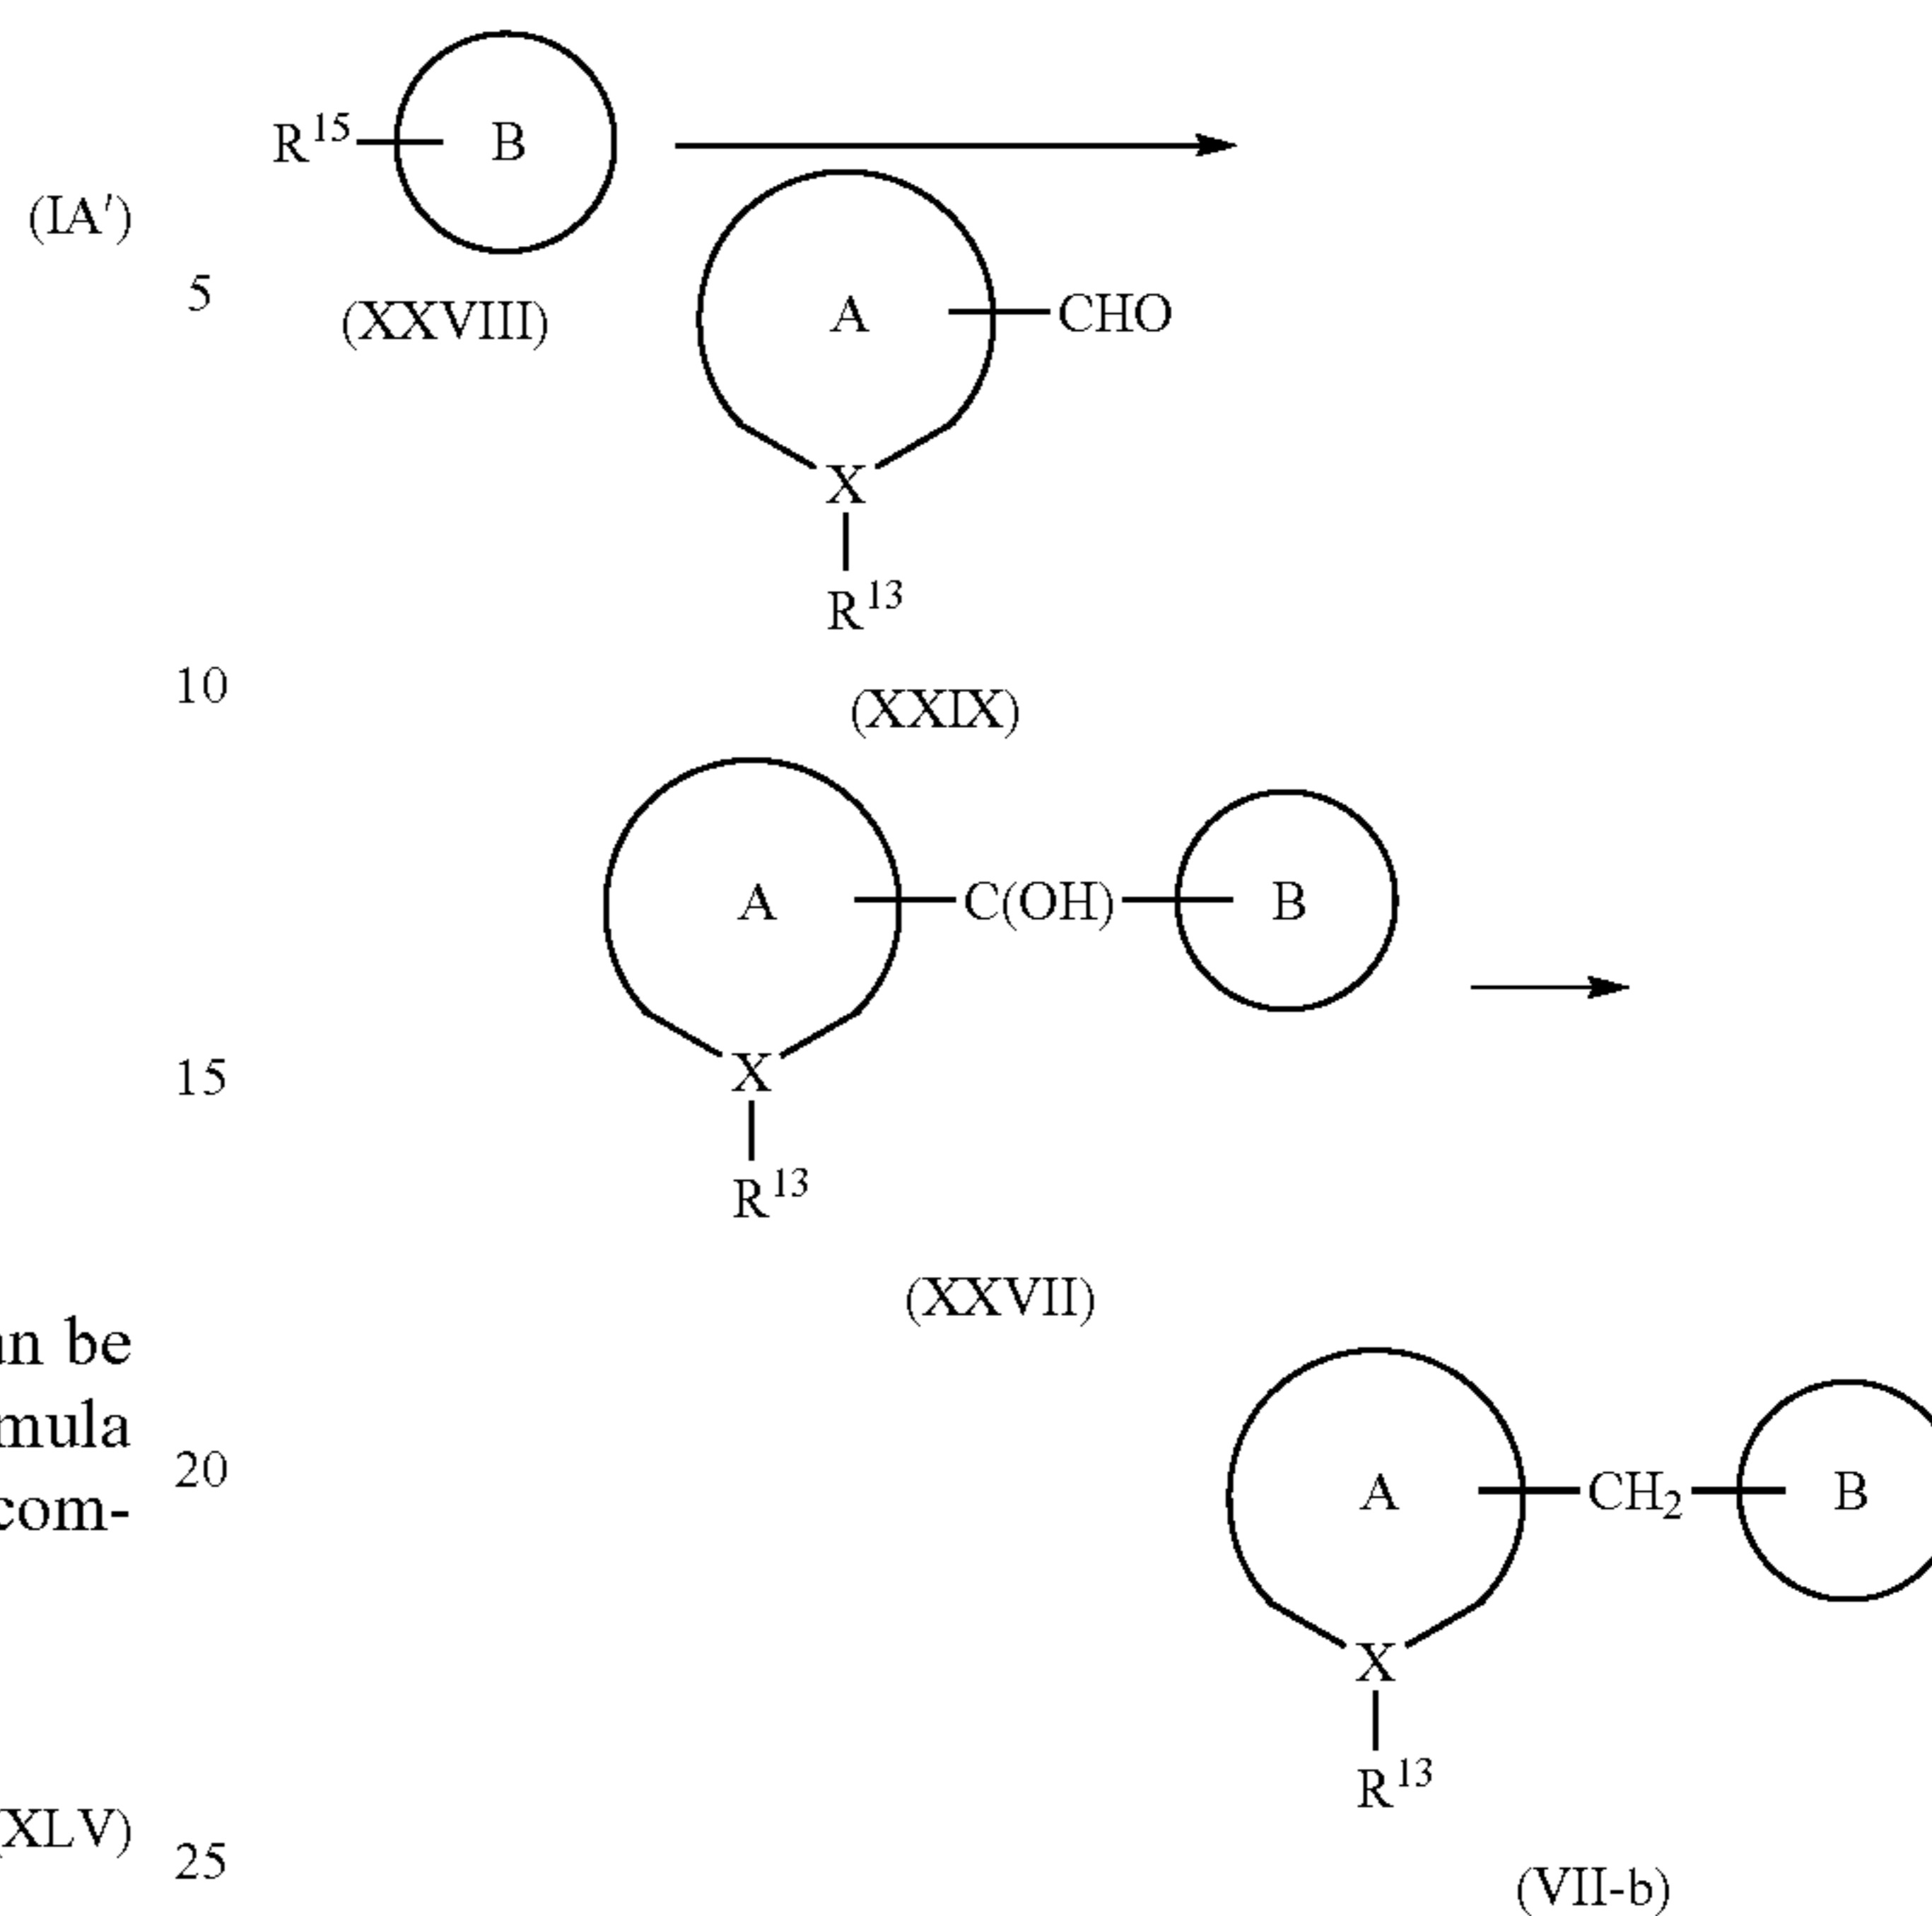 R15 B
(IA')
5
(XXVIII)
A CHO
X
R13
10
(XXIX)
A C(OH) B
15
X
R13
(XXVII)
an be
mula
20
A CH2 B
com-
X
R13
(XLV)
25
(VII-b)